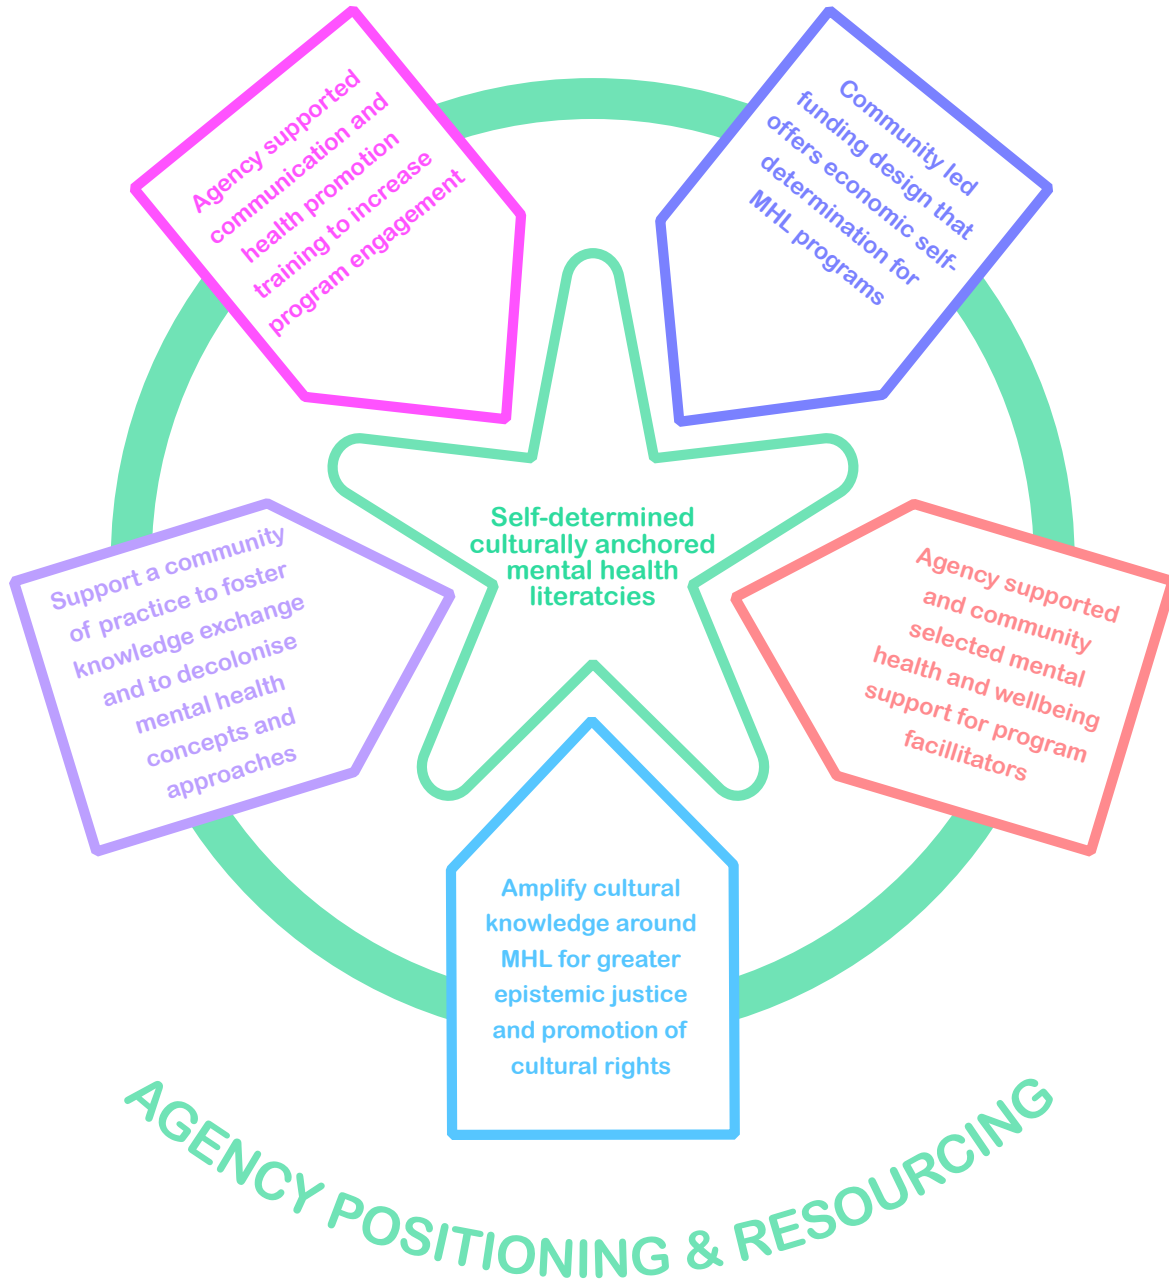 Agency supported
communication and
health promotion
training to increase
program engagement
Community led
funding design that
offers economic self-
determination for
MHL programs
Self-determined
culturally anchored
mental health
literatcies
Support a community
of practice to foster
knowledge exchange
and to decolonise
mental health
concepts and
approaches
Agency supported
and community
selected mental
health and wellbeing
support for program
facillitators
Amplify cultural
knowledge around
MHL for greater
epistemic justice
and promotion of
cultural rights
AGENCY POSITIONING & RESOURCING